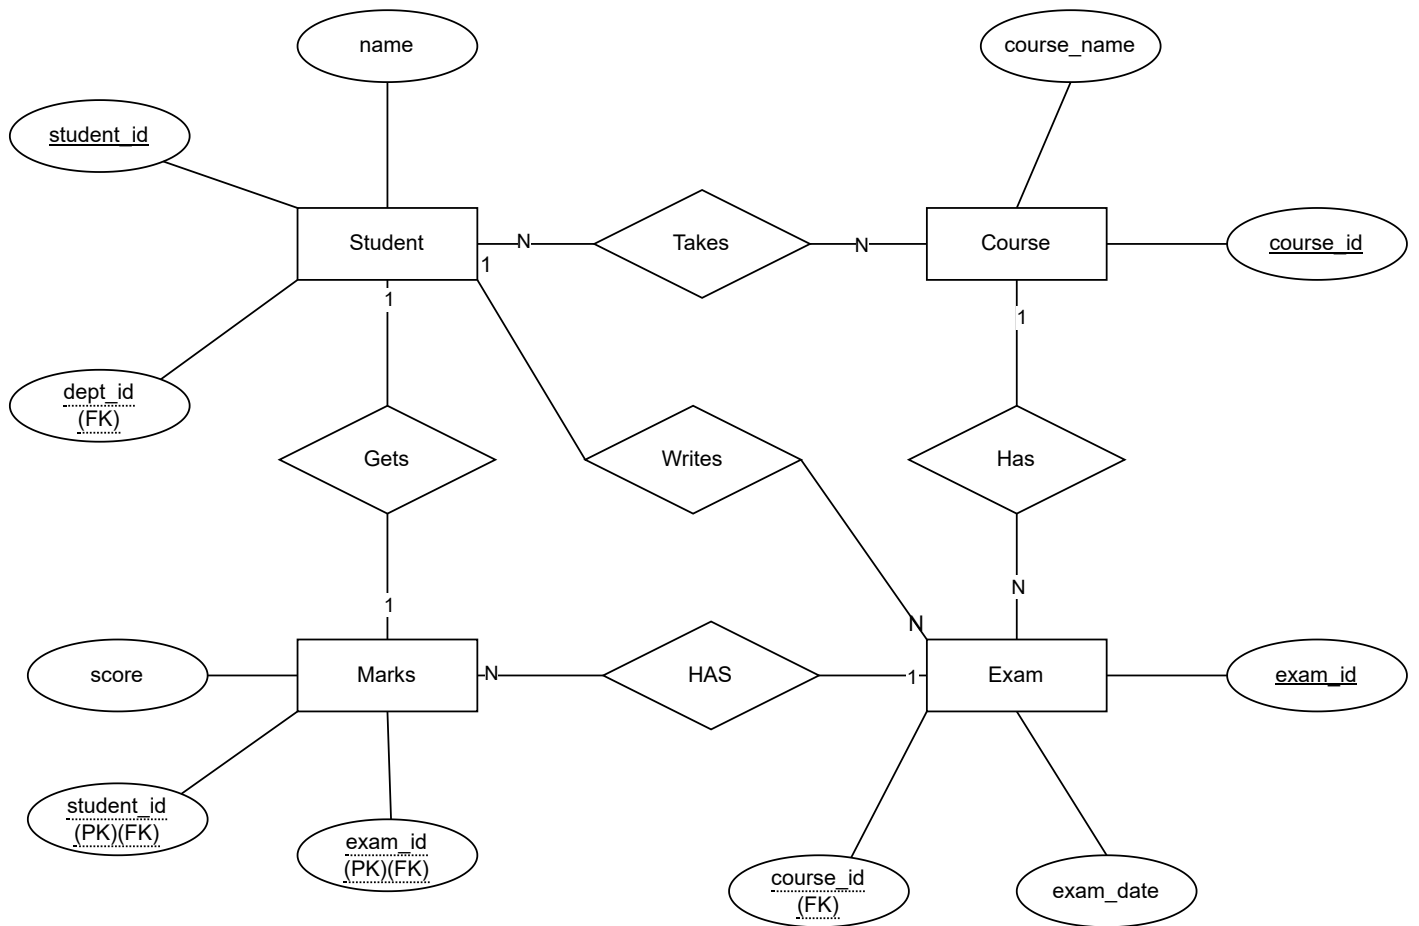 name
course_name
student_id
Student
N
Takes
N
Course
course_id
1
1
1
dept_id
(FK)
Gets
Writes
Has
1
N
N
score
Marks
N
HAS
1
Exam
exam_id
student_id
(PK)(FK)
exam_id
(PK)(FK)
course_id
(FK)
exam_date